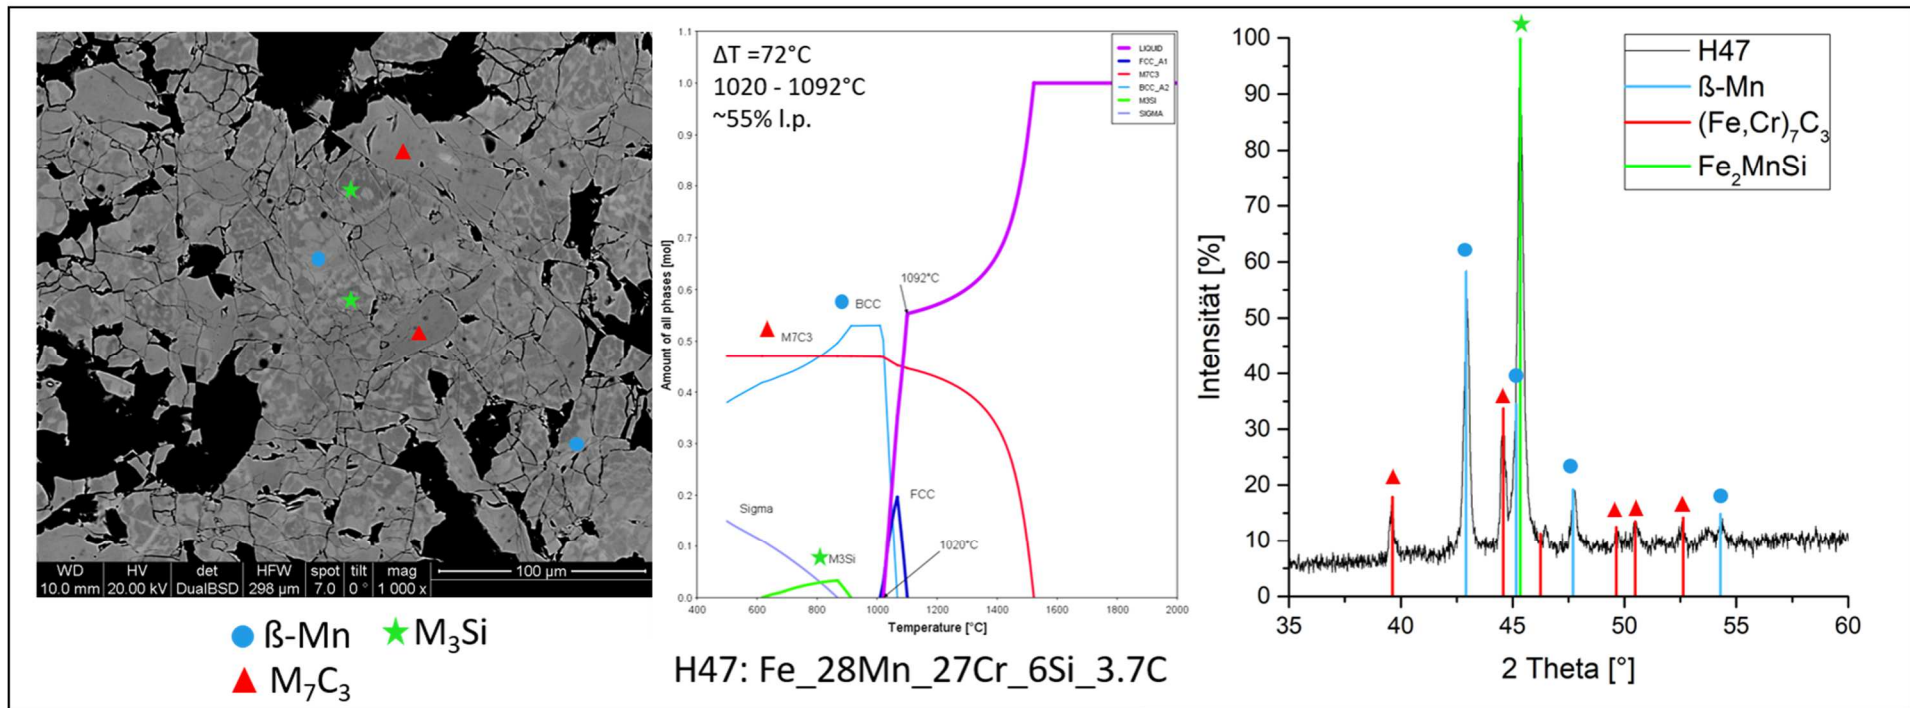 WD HV det HFW spot tilt mag
10.0 mm 20.00 kV DualBSD 298 µm 7.0 0 ° 1 000 x
100 µm
ß-Mn
M3Si
M7C3
ΔT =72°C
1020 - 1092°C
~55% l.p.
LIQUID
FCC_A1
M7C3
BCC_A2
M3SI
SIGMA
1.1
1.0
0.9
0.8
0.7
0.6
0.5
0.4
0.3
0.2
0.1
0.0
Amount of all phases [mol]
1092°C
BCC
M7C3
FCC
Sigma
M3Si
1020°C
400 600 800 1000 1200 1400 1600 1800 2000
Temperature [°C]
H47: Fe_28Mn_27Cr_6Si_3.7C
Intensität [%]
100
90
80
70
60
50
40
30
20
10
0
H47
ß-Mn
(Fe,Cr)7C3
Fe2MnSi
35 40 45 50 55 60
2 Theta [°]